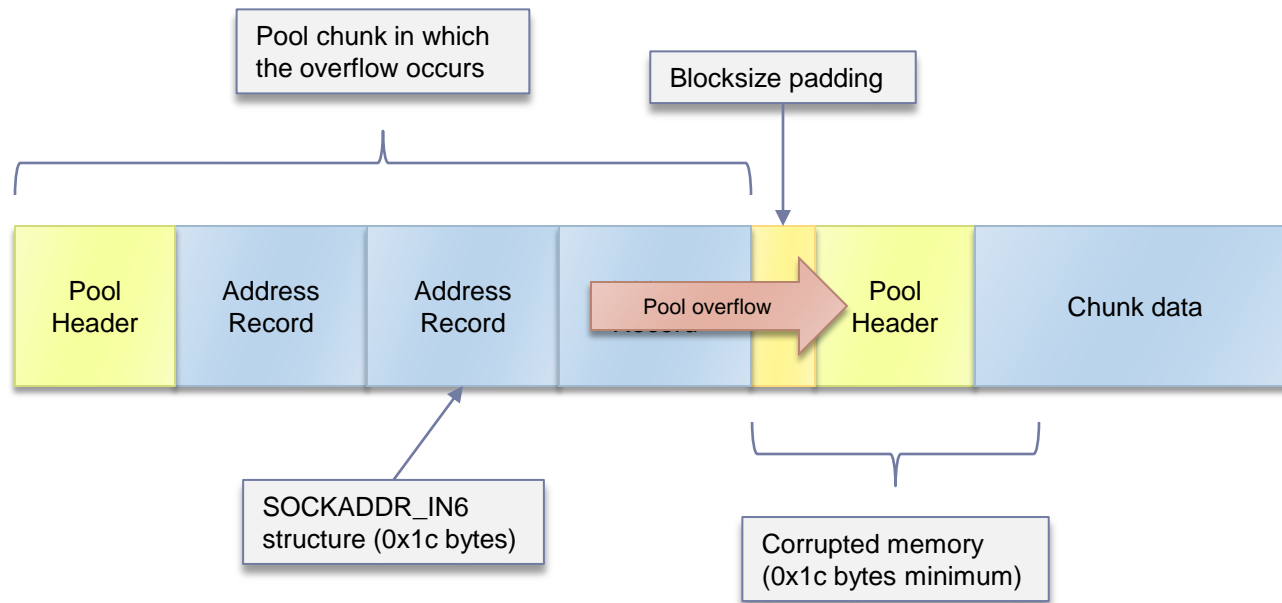 Pool chunk in which
the overflow occurs
Blocksize padding
Pool
Header
Address
Record
Address
Record
Pool overflow
Pool
Header
Chunk data
SOCKADDR_IN6
structure (0x1c bytes)
Corrupted memory
(0x1c bytes minimum)